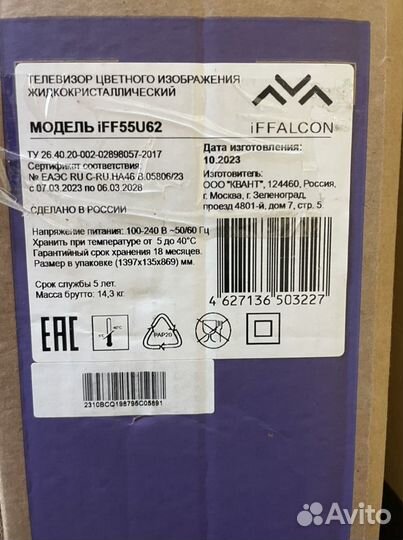 ТЕЛЕВИЗОР ЦВЕТНОГО ИЗОБРАЖЕНИЯ
ЖИДКОКРИСТАЛЛИЧЕСКИЙ
МОДЕЛЬ iFF55U62
iFFALCON
ТУ 26.40.20-002-02898057-2017
Сертификат соответствия:
№ ЕАЭС RU C-RU.НА46.В.05806/23
с 07.03.2023 по 06.03.2028
Дата изготовления:
10.2023
Изготовитель:
ООО "КВАНТ", 124460, Россия,
г. Москва, г. Зеленоград,
проезд 4801-й, дом 7, стр. 5.
СДЕЛАНО В РОССИИ
Напряжение питания: 100-240 В ~50/60 Гц
Хранить при температуре от 5 до 40°С
Гарантийный срок хранения 18 месяцев.
Размер в упаковке (1397х135х869) мм.
Срок службы 5 лет.
Масса брутто: 14,3 кг.
4 627136 503227
EAC
PAP20
2310BCQ198795C05891
Avito